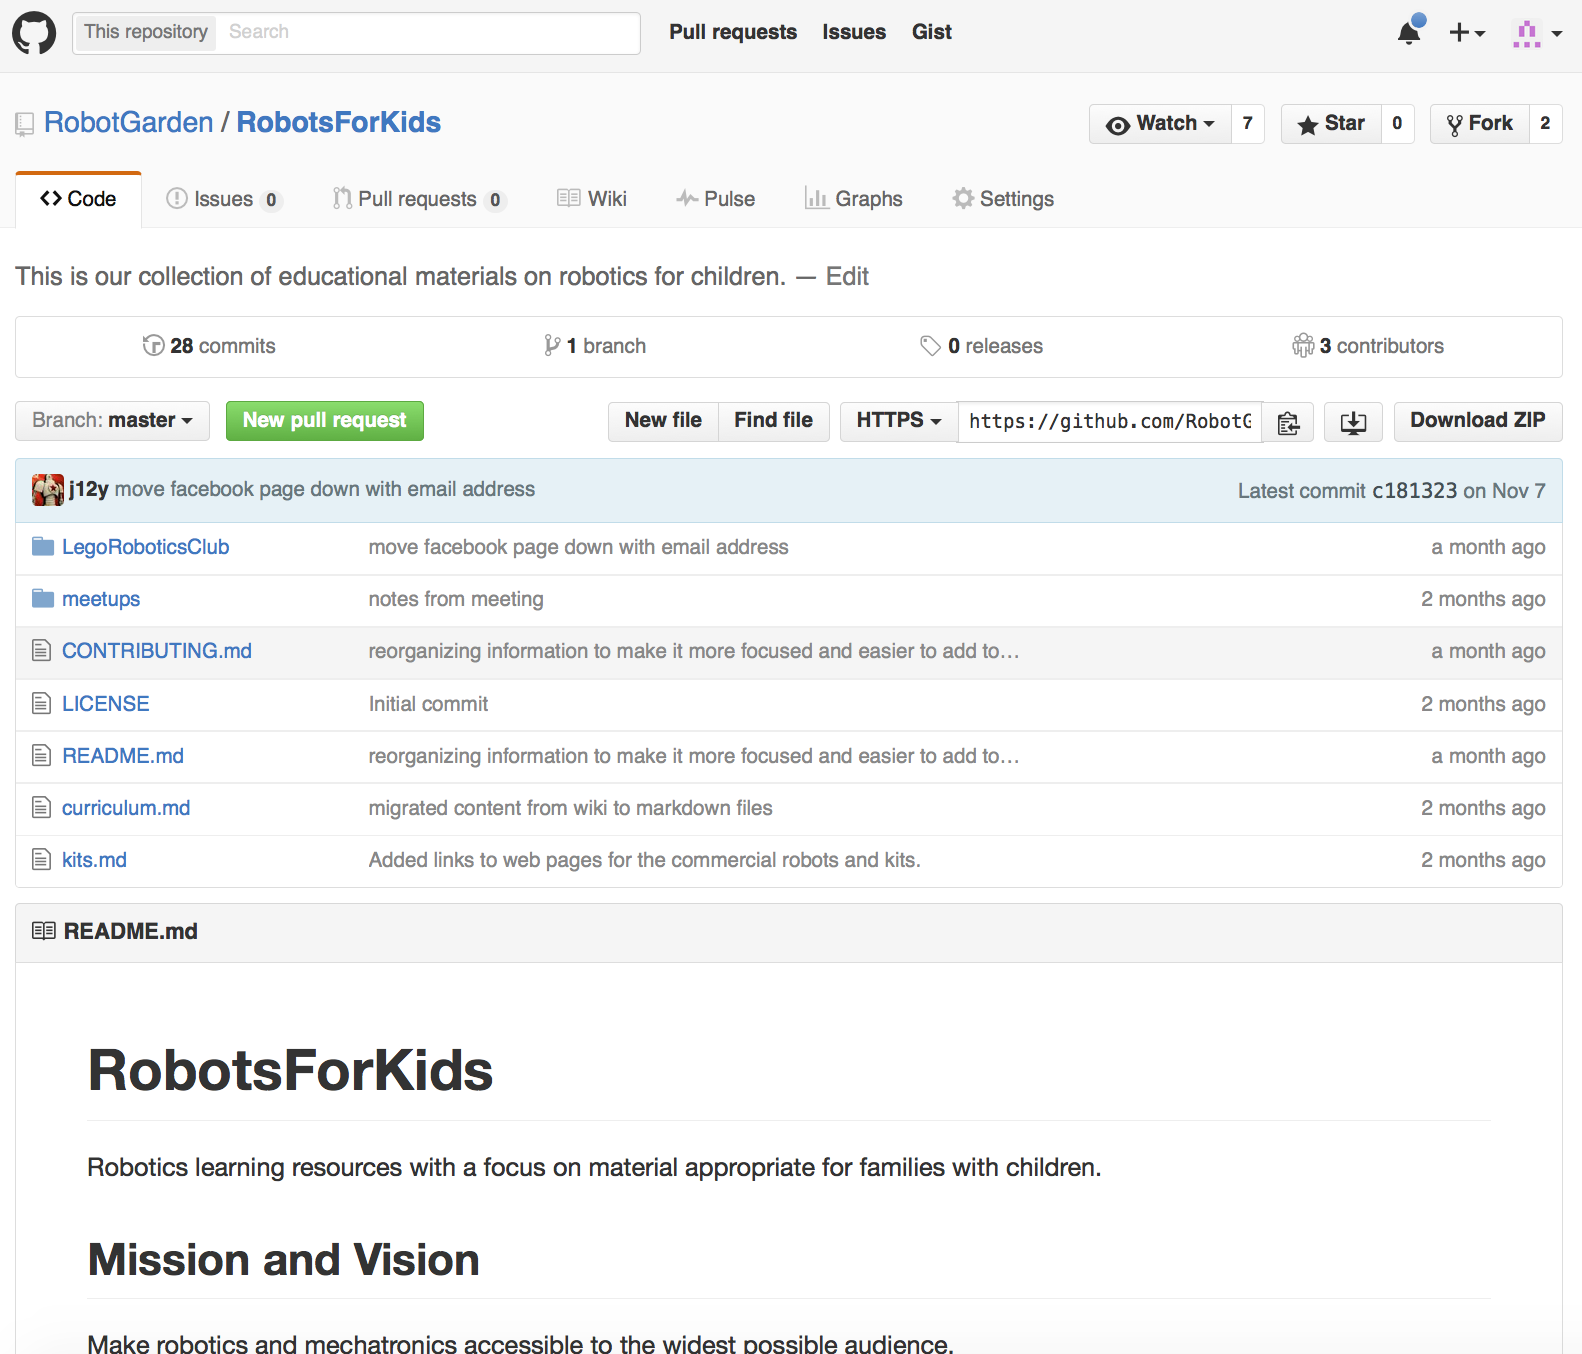 This repository Search Pull requests Issues Gist
RobotGarden / RobotsForKids Watch 7 Star 0 Fork 2
Code Issues 0 Pull requests 0 Wiki Pulse Graphs Settings
This is our collection of educational materials on robotics for children. — Edit
28 commits 1 branch 0 releases 3 contributors
Branch: master New pull request New file Find file HTTPS https://github.com/RobotG Download ZIP
j12y move facebook page down with email address Latest commit c181323 on Nov 7
LegoRoboticsClub move facebook page down with email address a month ago
meetups notes from meeting 2 months ago
CONTRIBUTING.md reorganizing information to make it more focused and easier to add to… a month ago
LICENSE Initial commit 2 months ago
README.md reorganizing information to make it more focused and easier to add to… a month ago
curriculum.md migrated content from wiki to markdown files 2 months ago
kits.md Added links to web pages for the commercial robots and kits. 2 months ago
README.md
RobotsForKids
Robotics learning resources with a focus on material appropriate for families with children.
Mission and Vision
Make robotics and mechatronics accessible to the widest possible audience.